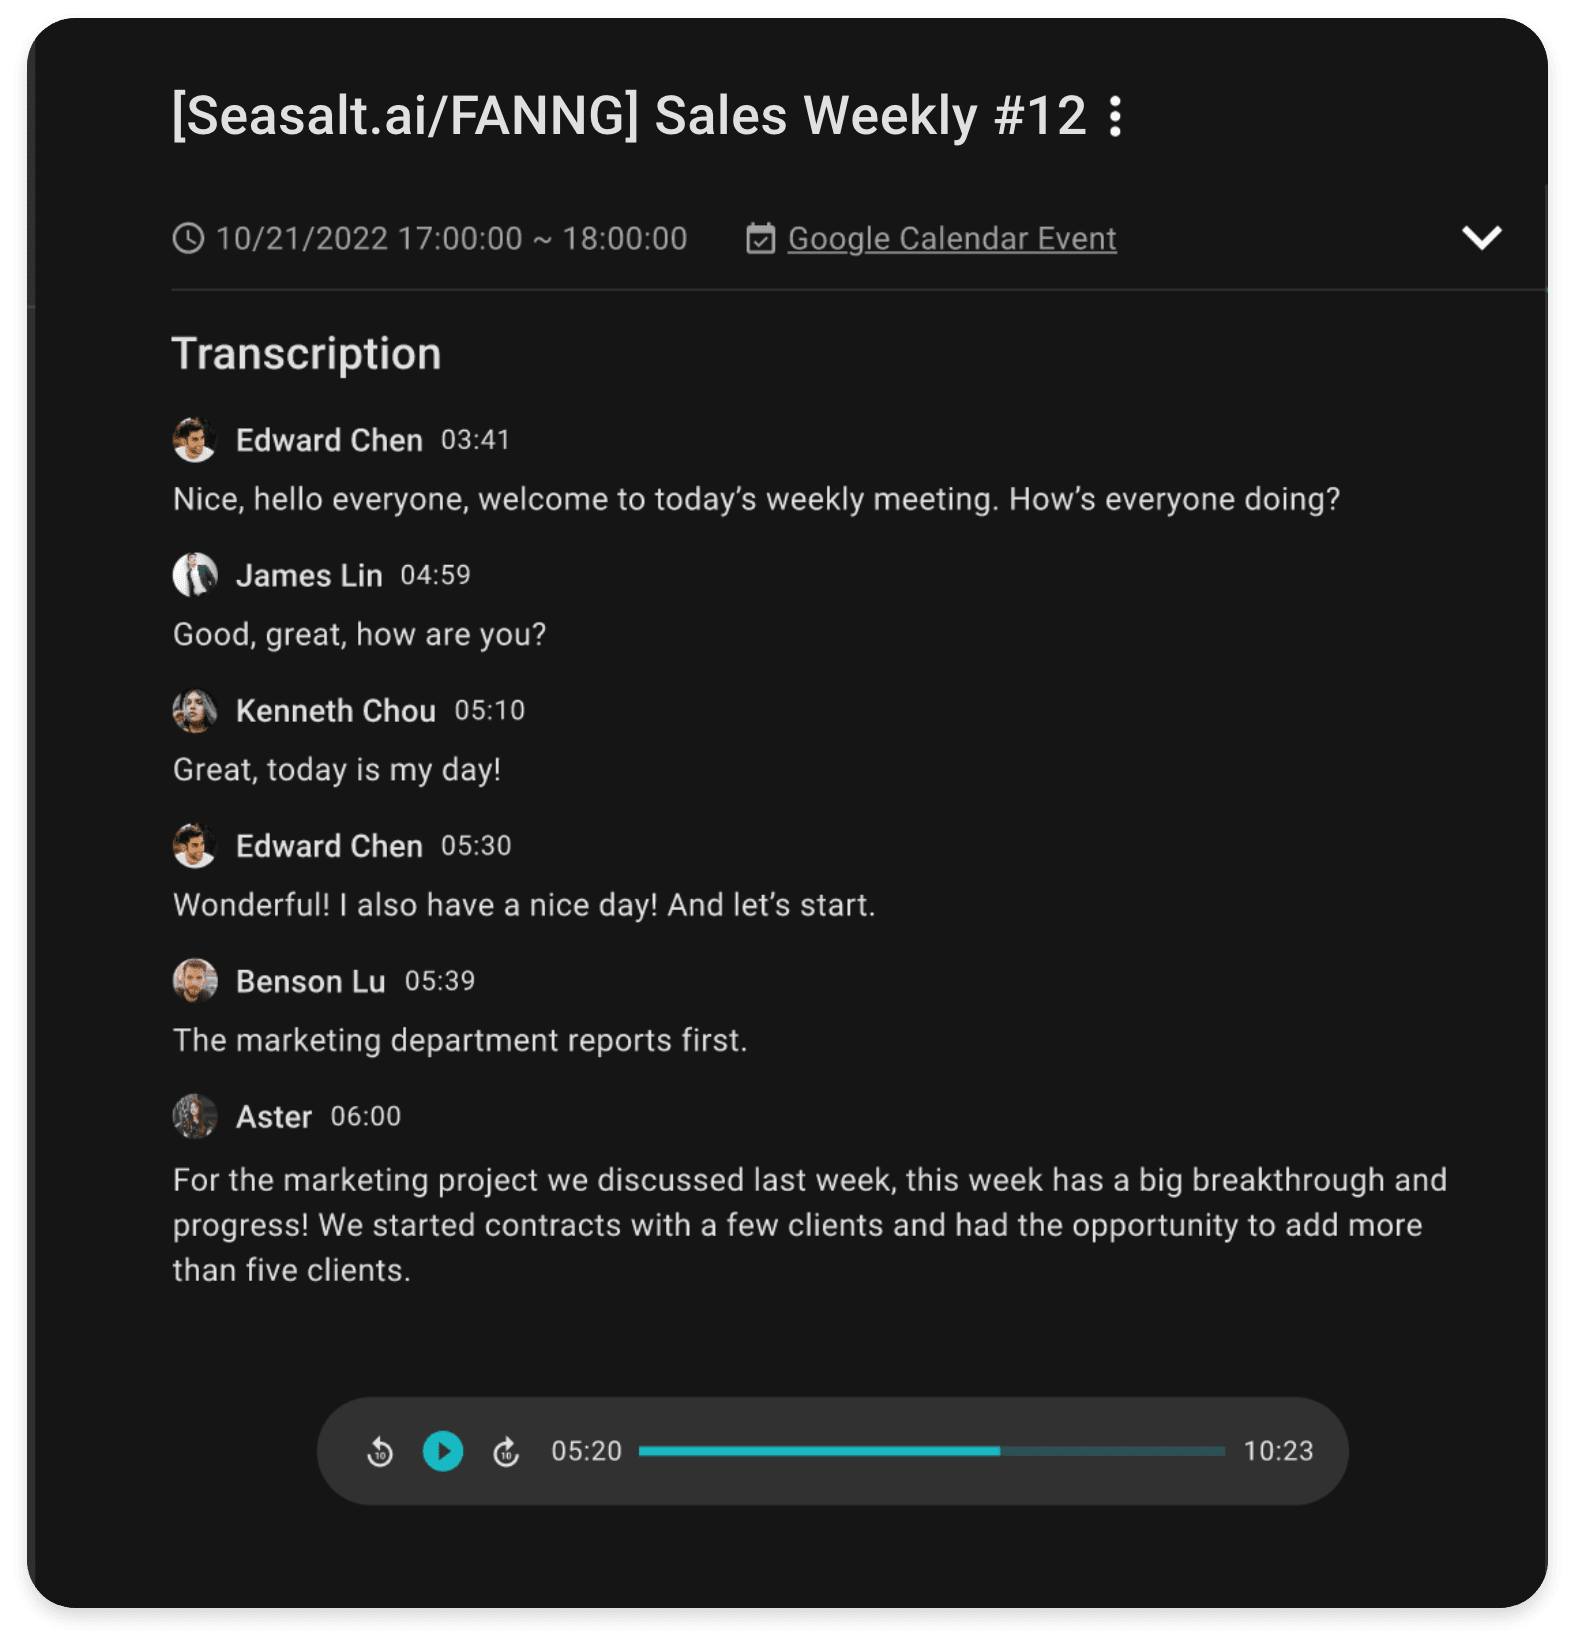 [Seasalt.ai/FANNG] Sales Weekly #12
10/21/2022 17:00:00 ~ 18:00:00 Google Calendar Event
Transcription
Edward Chen 03:41
Nice, hello everyone, welcome to today’s weekly meeting. How’s everyone doing?
James Lin 04:59
Good, great, how are you?
Kenneth Chou 05:10
Great, today is my day!
Edward Chen 05:30
Wonderful! I also have a nice day! And let’s start.
Benson Lu 05:39
The marketing department reports first.
Aster 06:00
For the marketing project we discussed last week, this week has a big breakthrough and
progress! We started contracts with a few clients and had the opportunity to add more
than five clients.
10 10 05:20 10:23